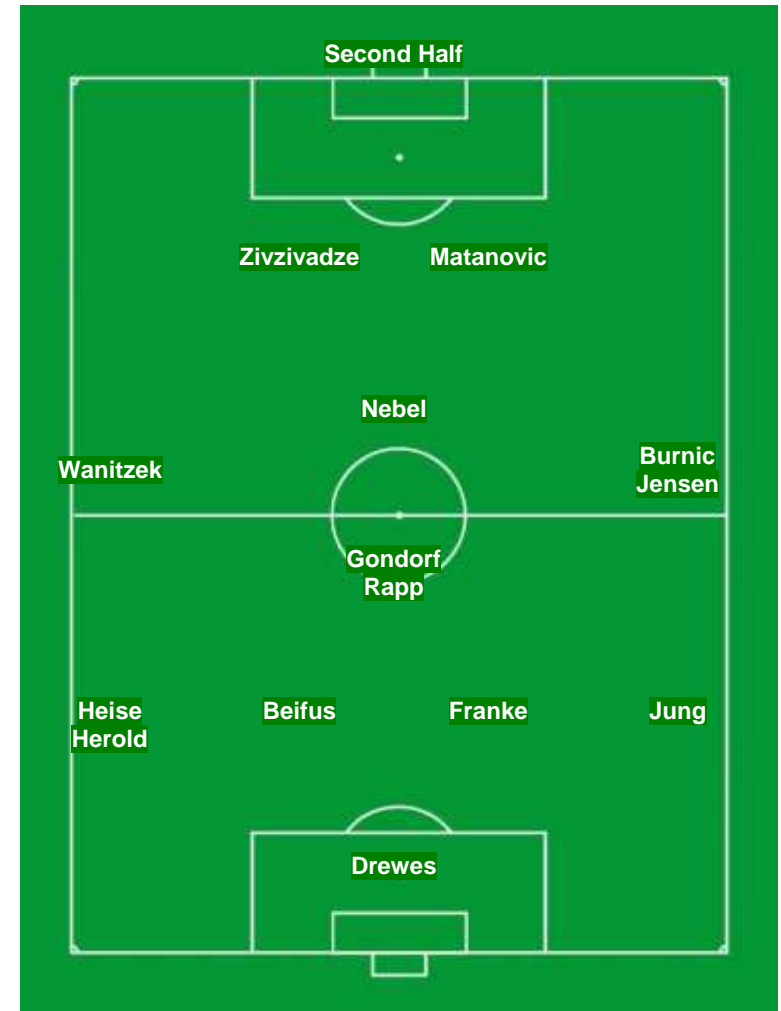 Second Half
Zivzivadze Matanovic
Nebel
Wanitzek
Burnic
Jensen
Gondorf
Rapp
Heise
Herold
Beifus
Franke
Jung
Drewes